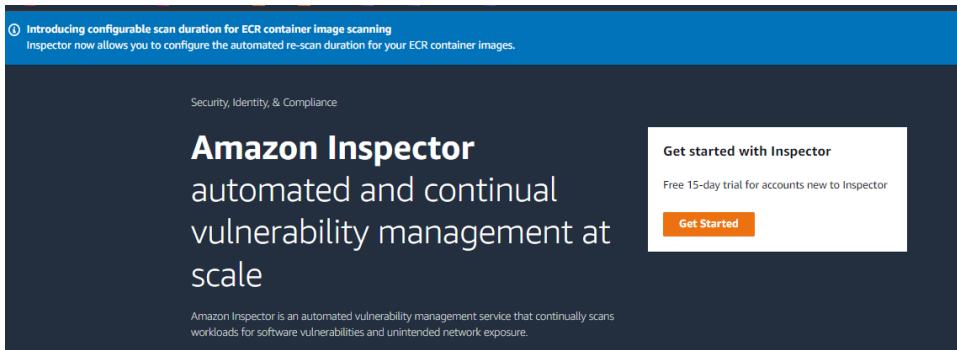 Introducing configurable scan duration for ECR container image scanning
Inspector now allows you to configure the automated re-scan duration for your ECR container images.
Security, Identity, & Compliance
Amazon Inspector
automated and continual
vulnerability management at
scale
Amazon Inspector is an automated vulnerability management service that continually scans
workloads for software vulnerabilities and unintended network exposure.
Get started with Inspector
Free 15-day trial for accounts new to Inspector
Get Started